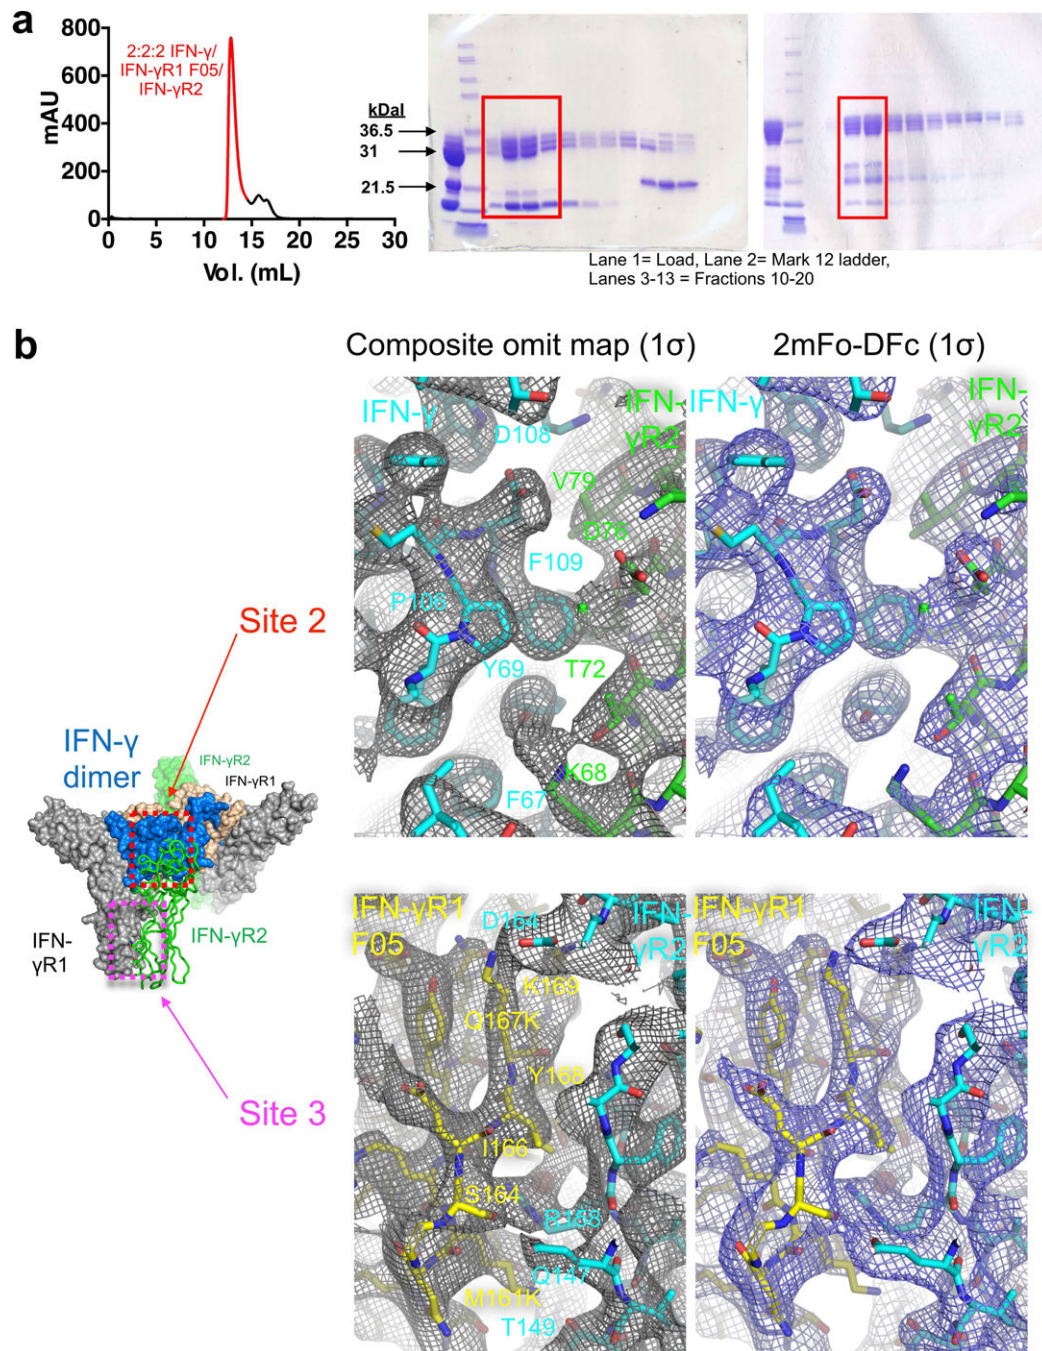 a
800
600
400
200
0
mAU
0 5 10 15 20 25 30
Vol. (mL)
2:2:2 IFN-γ/
IFN-γR1 F05/
IFN-γR2
kDal
36.5
31
21.5
Lane 1= Load, Lane 2= Mark 12 ladder,
Lanes 3-13 = Fractions 10-20
b
Composite omit map (1σ)
2mFo-DFc (1σ)
IFN-γ
IFN-
γR2
D108
V79
D76
F109
P106
Y69
T72
K68
F67
IFN-γ
IFN-
γR2
Site 2
IFN-γ
dimer
IFN-γR2
IFN-γR1
IFN-γR2
IFN-
γR1
Site 3
IFN-γR1
F05
D164
IFN-
γR2
K169
Q167K
Y168
I166
S164
R158
Q147
M161K
T149
IFN-γR1
F05
IFN-
γR2